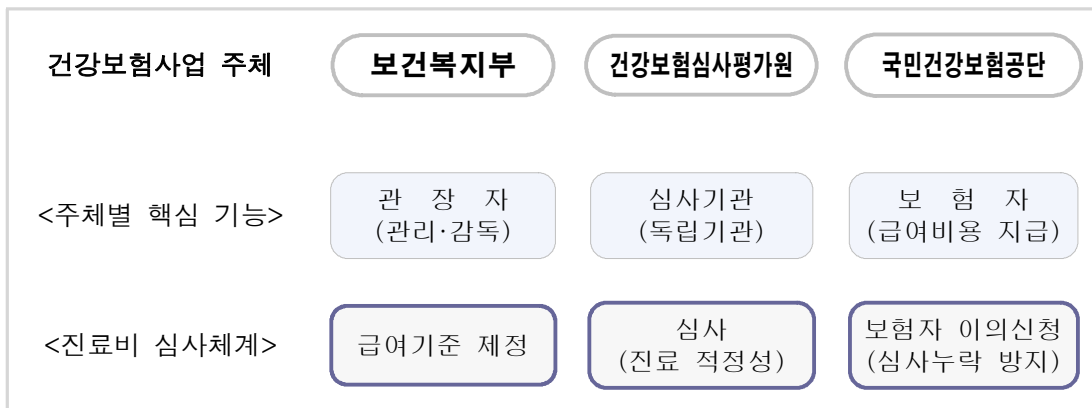 건강보험사업 주체
보건복지부
건강보험심사평가원
국민건강보험공단
<주체별 핵심 기능>
관 장 자
(관리·감독)
심사기관
(독립기관)
보 험 자
(급여비용 지급)
<진료비 심사체계>
급여기준 제정
심사
(진료 적정성)
보험자 이의신청
(심사누락 방지)